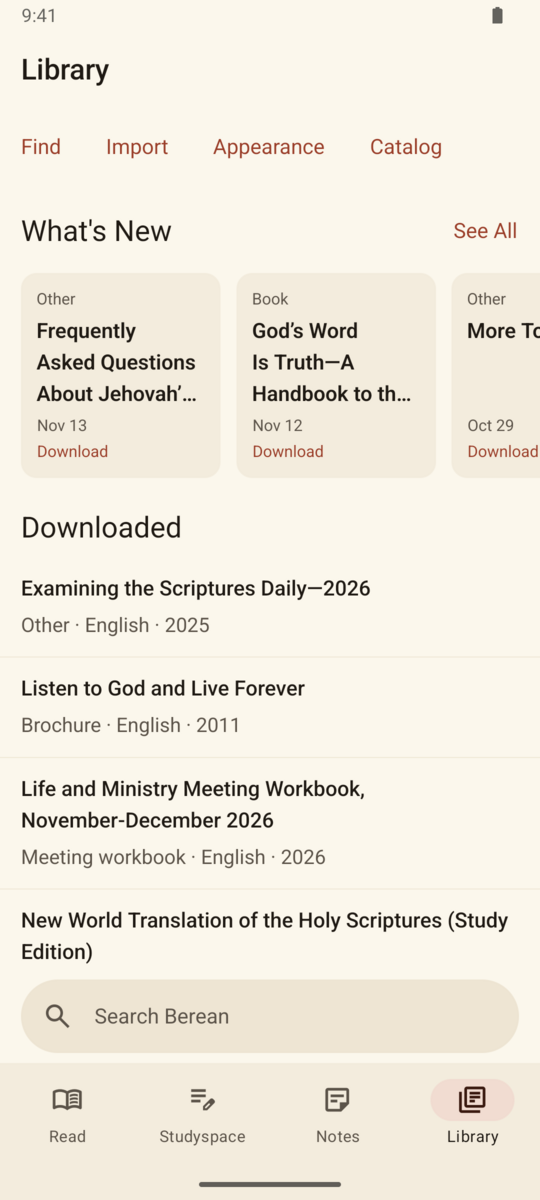 9:41
Library
Find Import Appearance Catalog
What's New See All
Other
Frequently
Asked Questions
About Jehovah’…
Nov 13
Download
Book
God’s Word
Is Truth—A
Handbook to th…
Nov 12
Download
Other
More To
Oct 29
Download
Downloaded
Examining the Scriptures Daily—2026
Other · English · 2025
Listen to God and Live Forever
Brochure · English · 2011
Life and Ministry Meeting Workbook,
November-December 2026
Meeting workbook · English · 2026
New World Translation of the Holy Scriptures (Study
Edition)
Search Berean
Read Studyspace Notes Library